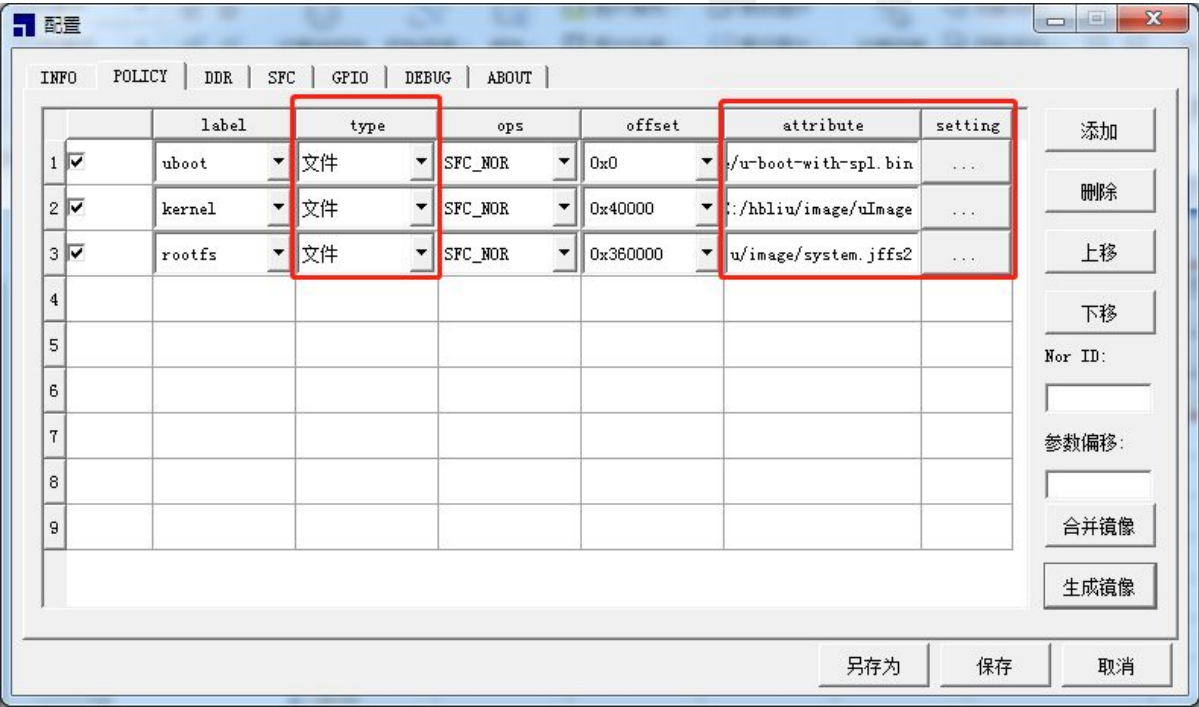 配置
INFO POLICY DDR SFC GPIO DEBUG ABOUT
label type ops offset attribute setting
1 uboot 文件 SFC_NOR 0x0 /u-boot-with-spl.bin ...
2 kernel 文件 SFC_NOR 0x40000 :/hbliu/image/uImage ...
3 rootfs 文件 SFC_NOR 0x360000 u/image/system.jffs2 ...
4
5
6
7
8
9
添加
删除
上移
下移
Nor ID:
参数偏移:
合并镜像
生成镜像
另存为 保存 取消